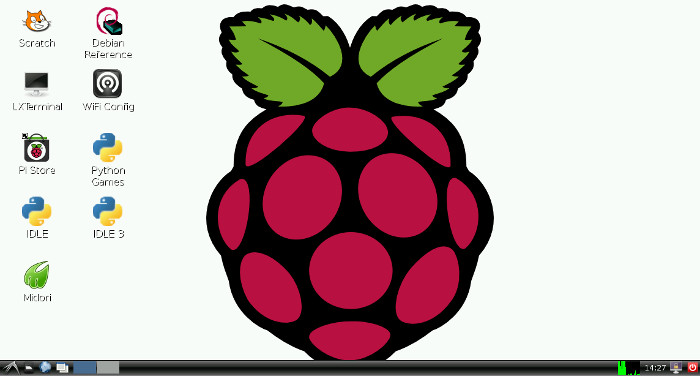 Scratch
Debian
Reference
LXTerminal
WiFi Config
Pi Store
Python
Games
IDLE
IDLE 3
Midori
14:27